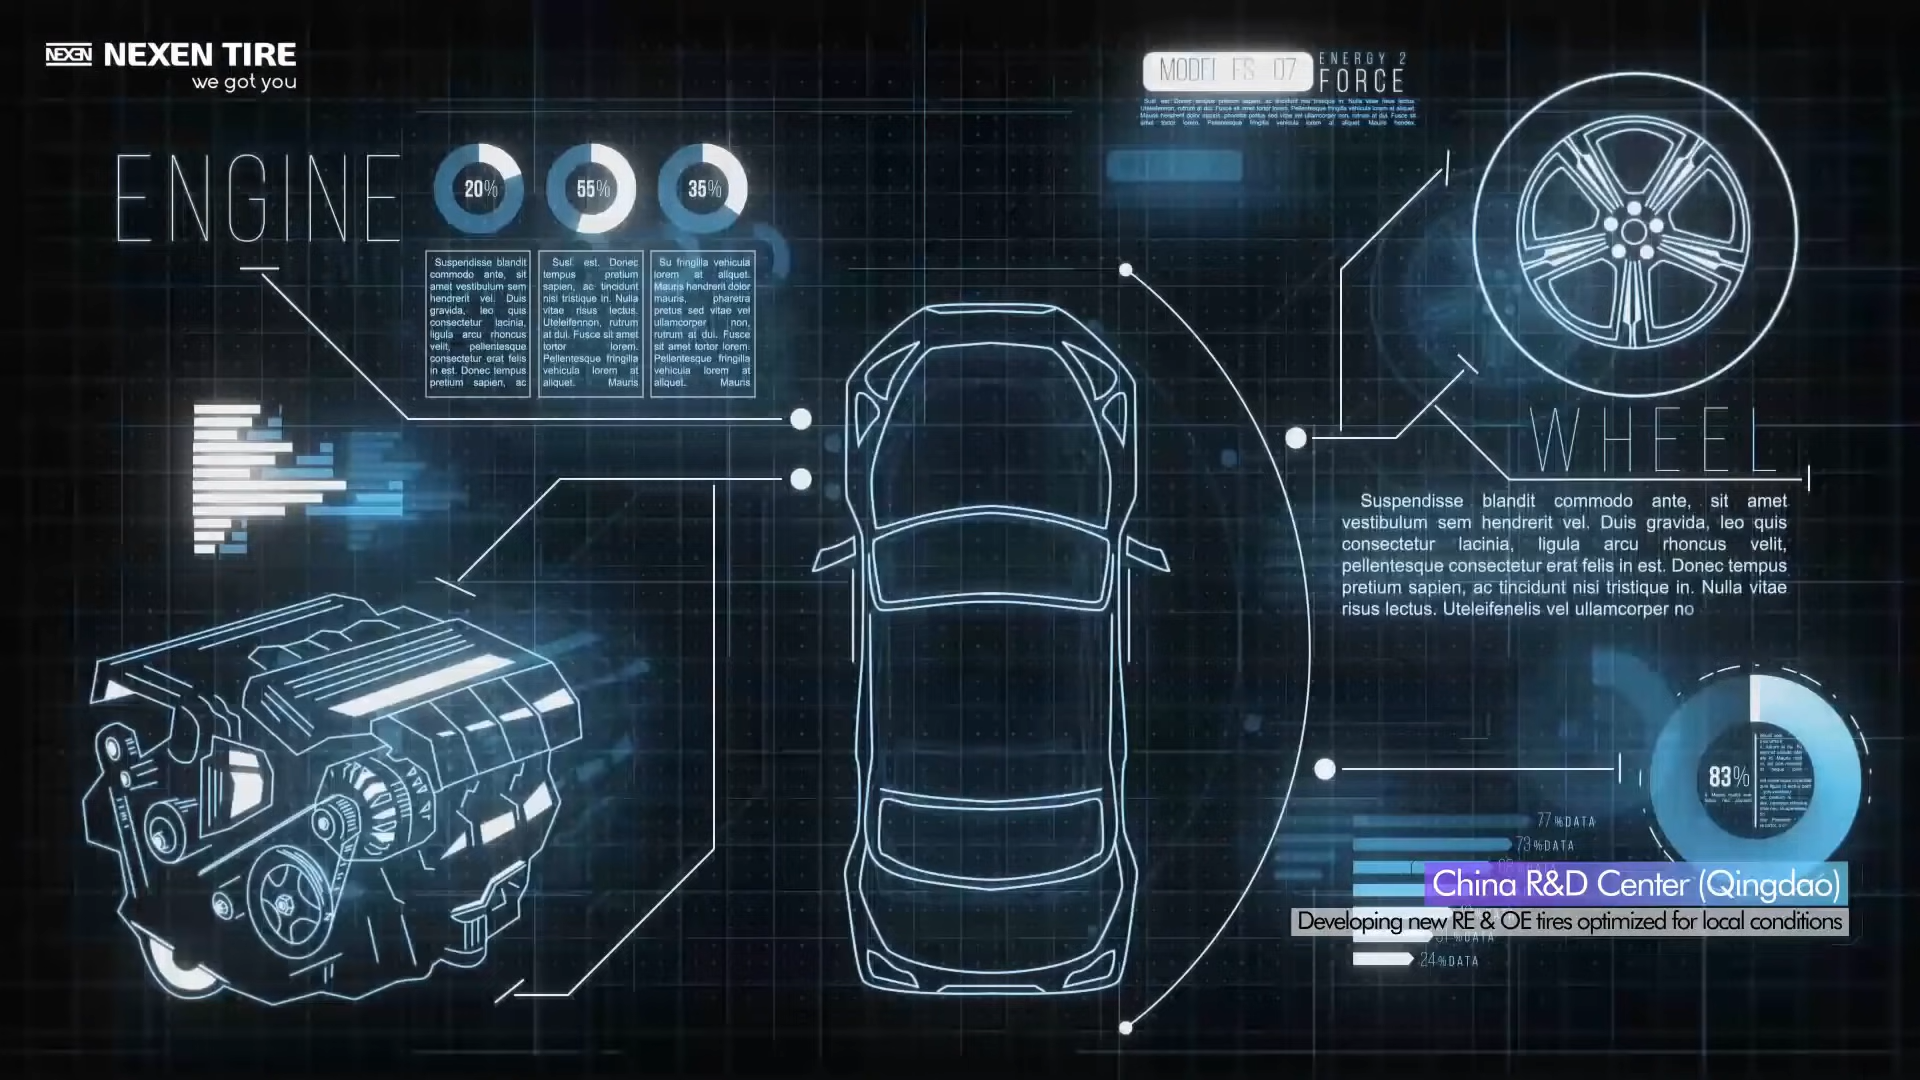 NEXEN NEXEN TIRE
we got you
MODEL FS 07
ENERGY 2
FORCE
ENGINE
20%
55%
35%
Suspendisse blandit
commodo ante, sit
amet vestibulum sem
hendrerit vel. Duis
gravida, leo quis
consectetur lacinia,
ligula arcu rhoncus
velit, pellentesque
consectetur erat felis
in est. Donec tempus
pretium sapien, ac
Susl est. Donec
tempus pretium
sapien, ac tincidunt
nisi tristique in. Nulla
vitae risus lectus.
Uteleifennon, rutrum
at dui. Fusce sit amet
tortor lorem.
Pellentesque fringilla
vehicula lorem at
aliquet. Mauris
Su fringilla vehicula
lorem at aliquet.
Mauris hendrerit dolor
mauris, pharetra
pretus sed vitae vel
ullamcorper non,
rutrum at dui. Fusce
sit amet tortor lorem.
Pellentesque fringilla
vehicula lorem at
aliquet. Mauris
WHEEL
Suspendisse blandit commodo ante, sit amet
vestibulum sem hendrerit vel. Duis gravida, leo quis
consectetur lacinia, ligula arcu rhoncus velit,
pellentesque consectetur erat felis in est. Donec tempus
pretium sapien, ac tincidunt nisi tristique in. Nulla vitae
risus lectus. Uteleifenelis vel ullamcorper no
83%
77%DATA
73%DATA
China R&D Center (Qingdao)
Developing new RE & OE tires optimized for local conditions
24%DATA